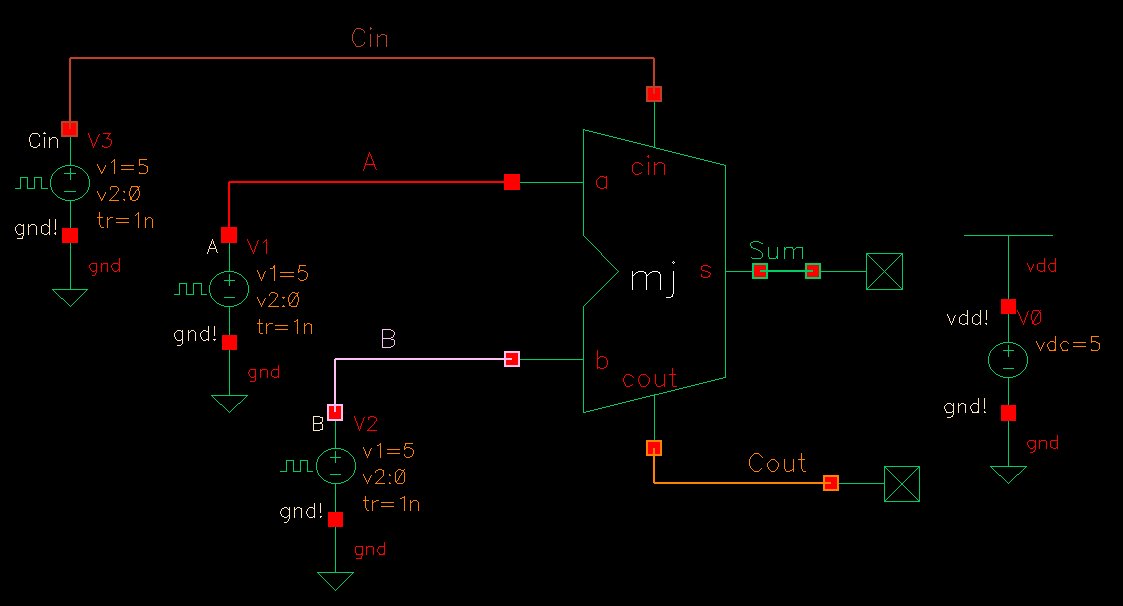 Cin
Cin
V3
v1=5
v2:0
tr=1n
gnd!
gnd
A
A
V1
v1=5
v2:0
tr=1n
gnd!
gnd
B
B
V2
v1=5
v2:0
tr=1n
gnd!
gnd
cin
a
mj
s
b
cout
Sum
Cout
vdd
vdd!
V0
vdc=5
gnd!
gnd